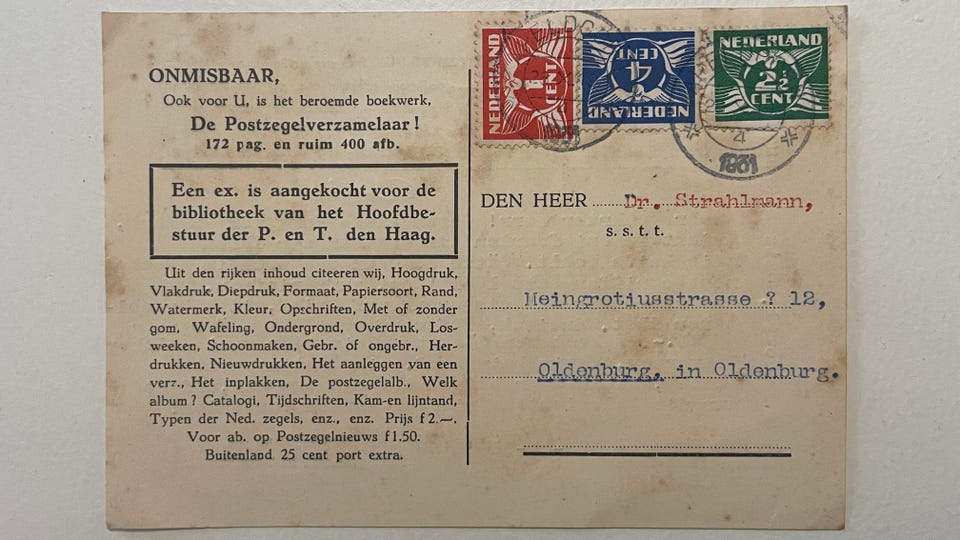 ONMISBAAR,
Ook voor U, is het beroemde boekwerk,
De Postzegelverzamelaar !
172 pag. en ruim 400 afb.
Een ex. is aangekocht voor de
bibliotheek van het Hoofdbe-
stuur der P. en T. den Haag.
Uit den rijken inhoud citeeren wij, Hoogdruk,
Vlakdruk, Diepdruk, Formaat, Papiersoort, Rand,
Watermerk, Kleur, Opschriften, Met of zonder
gom, Wafeling, Ondergrond, Overdruk, Los-
weeken, Schoonmaken, Gebr. of ongebr., Her-
drukken, Nieuwdrukken, Het aanleggen van een
verz., Het inplakken, De postzegelalb., Welk
album ? Catalogi, Tijdschriften, Kam-en lijntand,
Typen der Ned. zegels, enz., enz. Prijs f 2.—.
Voor ab. op Postzegelnieuws f 1.50.
Buitenland 25 cent port extra.
NEDERLAND
1
CENT
NEDERLAND
4
CENT
NEDERLAND
2½
CENT
4
1931
DEN HEER Dr. Strahlmann,
s. s. t. t.
Meingrotiusstrasse ? 12,
Oldenburg, in Oldenburg.